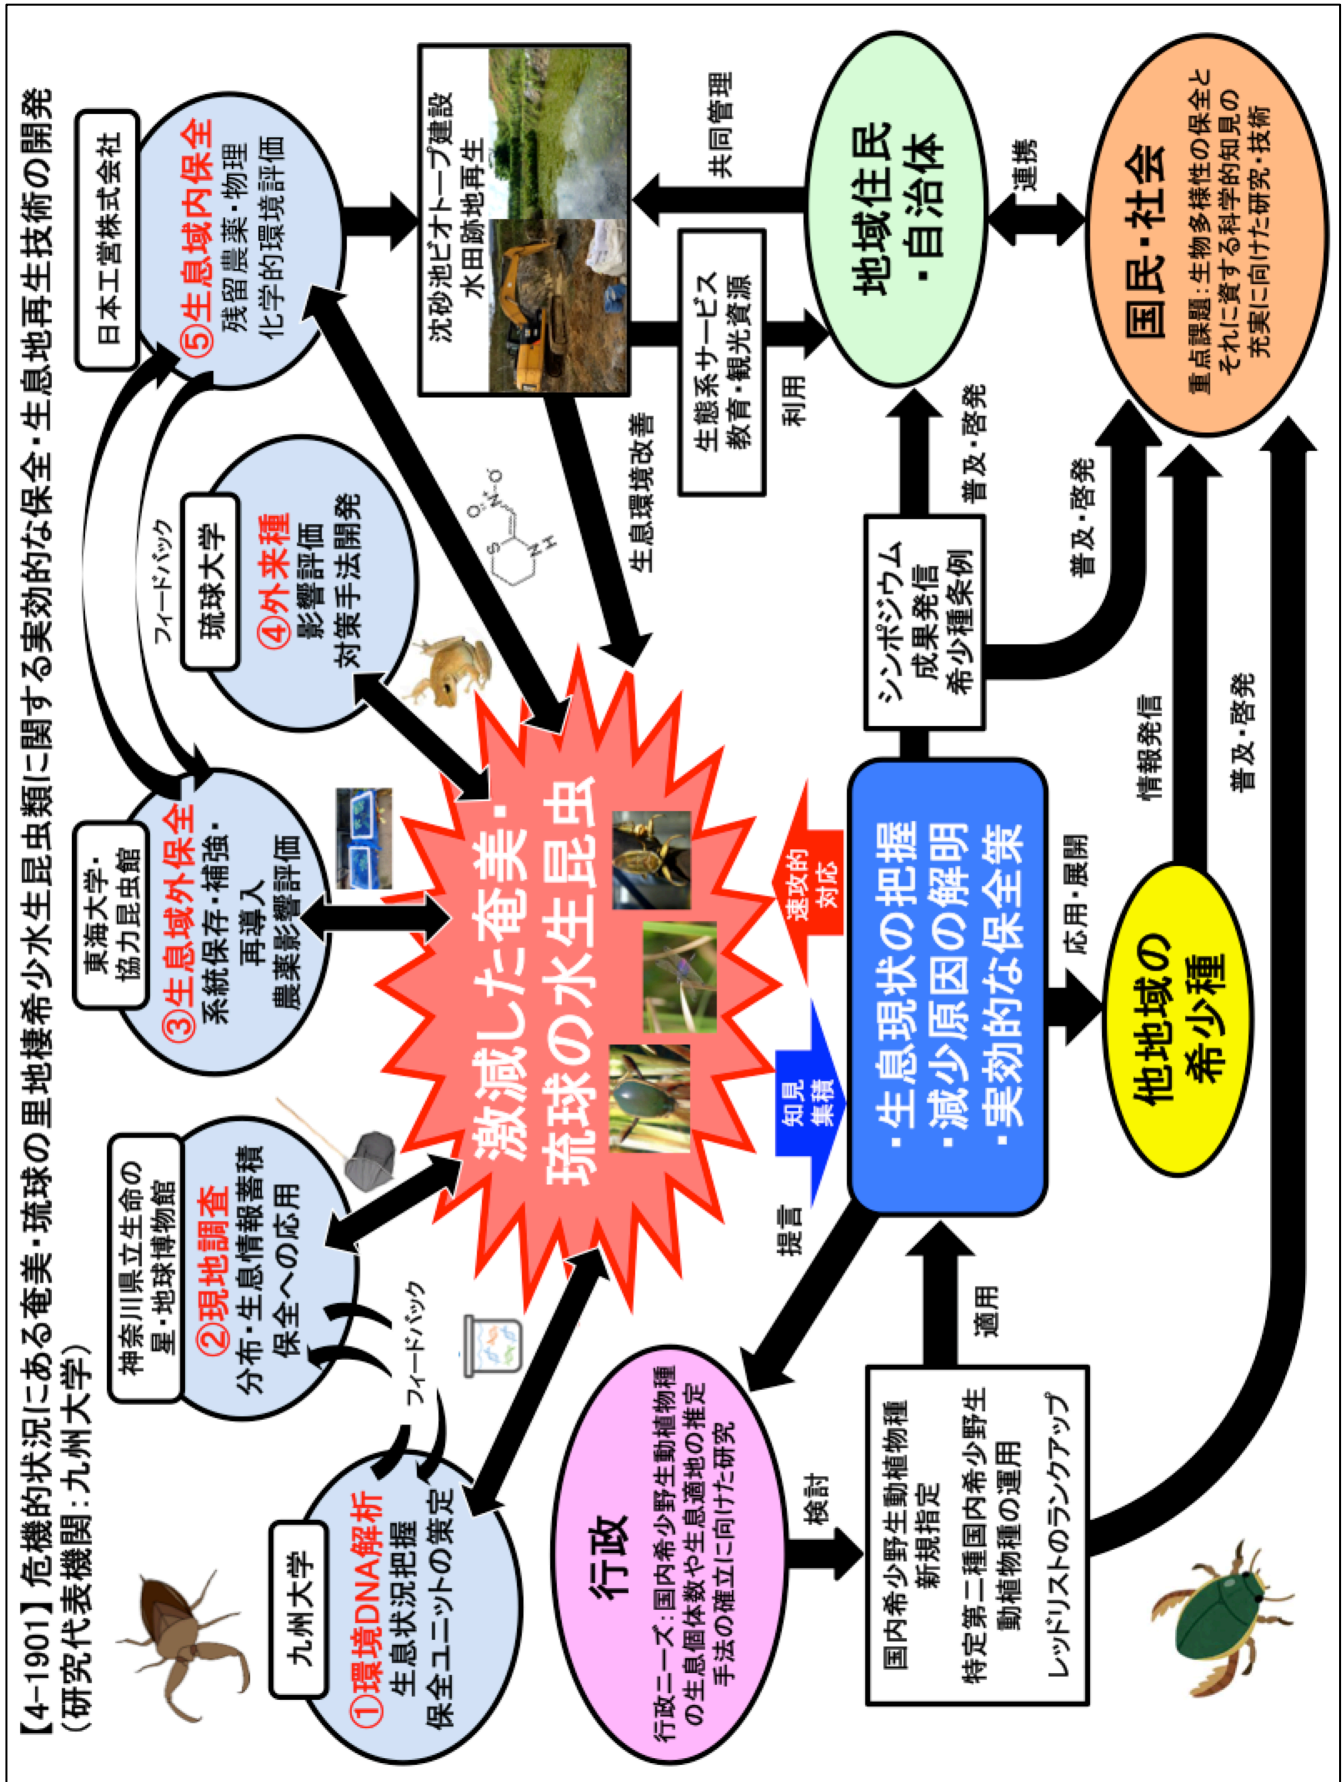 【4-1901】危機的状況にある奄美・琉球の里地棲希少水生昆虫類に関する実効的な保全・生息地再生技術の開発
（研究代表機関：九州大学）
九州大学
①環境DNA解析
生息状況把握
保全ユニットの策定
フィードバック
神奈川県立生命の
星・地球博物館
②現地調査
分布・生息情報蓄積
保全への応用
東海大学・
協力昆虫館
③生息域外保全
系統保存・補強・
再導入
農薬影響評価
フィードバック
琉球大学
④外来種
影響評価
対策手法開発
日本工営株式会社
⑤生息域内保全
残留農薬・物理
化学的環境評価
激減した奄美・
琉球の水生昆虫
S
N
H
O
N+
O-
沈砂池ビオトープ建設
水田跡地再生
生息環境改善
生態系サービス
教育・観光資源
利用
共同管理
行政
行政ニーズ：国内希少野生動植物種
の生息個体数や生息適地の推定
手法の確立に向けた研究
提言
知見
集積
速攻的
対応
・生息現状の把握
・減少原因の解明
・実効的な保全策
シンポジウム
成果発信
希少種条例
普及・啓発
地域住民
・自治体
検討
国内希少野生動植物種
新規指定
特定第二種国内希少野生
動植物種の運用
レッドリストのランクアップ
適用
応用・展開
他地域の
希少種
情報発信
普及・啓発
普及・啓発
連携
国民・社会
重点課題：生物多様性の保全と
それに資する科学的知見の
充実に向けた研究・技術